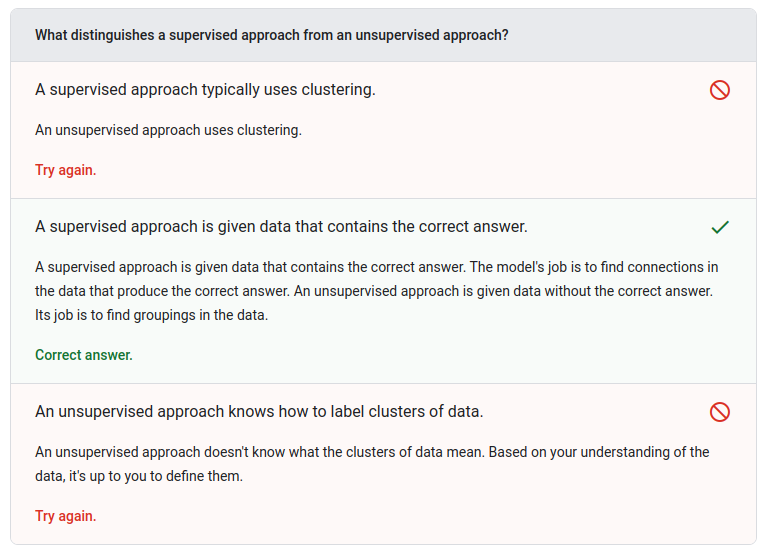 What distinguishes a supervised approach from an unsupervised approach?
A supervised approach typically uses clustering.
An unsupervised approach uses clustering.
Try again.
A supervised approach is given data that contains the correct answer.
A supervised approach is given data that contains the correct answer. The model's job is to find connections in
the data that produce the correct answer. An unsupervised approach is given data without the correct answer.
Its job is to find groupings in the data.
Correct answer.
An unsupervised approach knows how to label clusters of data.
An unsupervised approach doesn't know what the clusters of data mean. Based on your understanding of the
data, it's up to you to define them.
Try again.